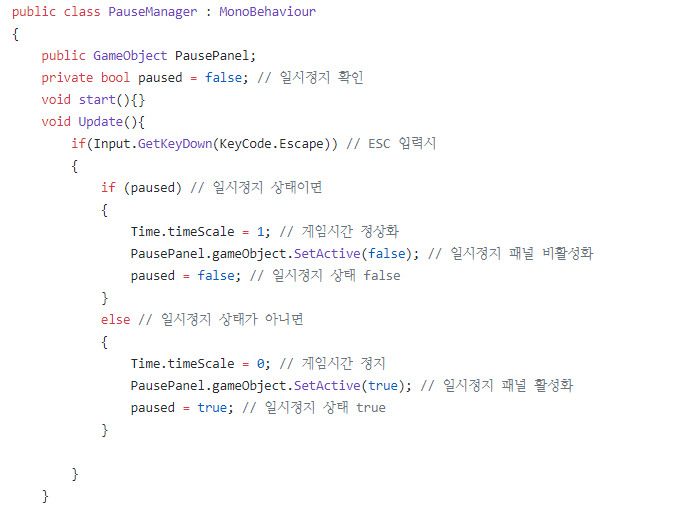 public class PauseManager : MonoBehaviour
{
    public GameObject PausePanel;
    private bool paused = false; // 일시정지 확인
    void start(){}
    void Update(){
        if(Input.GetKeyDown(KeyCode.Escape)) // ESC 입력시
        {
            if (paused) // 일시정지 상태이면
            {
                Time.timeScale = 1; // 게임시간 정상화
                PausePanel.gameObject.SetActive(false); // 일시정지 패널 비활성화
                paused = false; // 일시정지 상태 false
            }
            else // 일시정지 상태가 아니면
            {
                Time.timeScale = 0; // 게임시간 정지
                PausePanel.gameObject.SetActive(true); // 일시정지 패널 활성화
                paused = true; // 일시정지 상태 true
            }

        }
    }